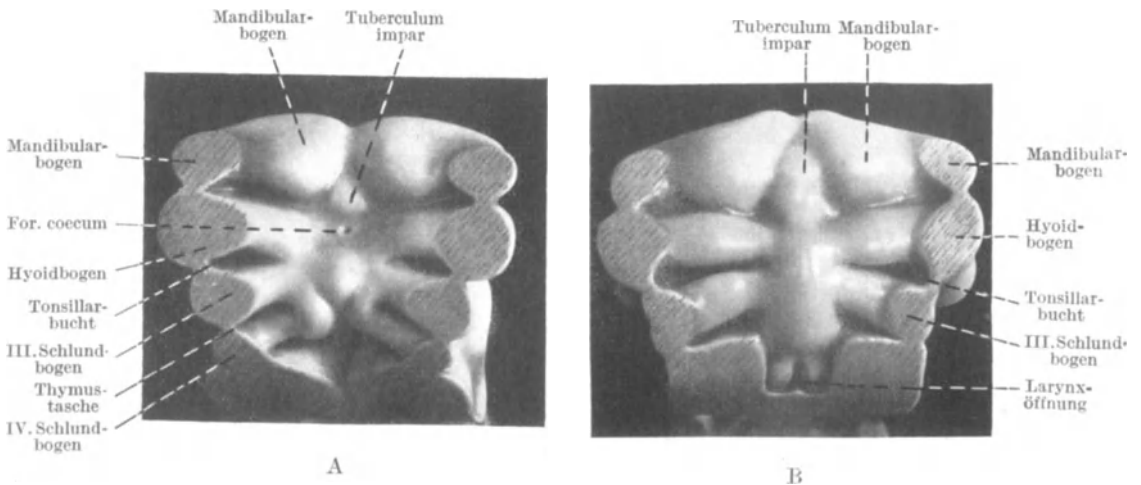 Mandibular-
bogen
Tuberculum
impar
Mandibular-
bogen
For. coecum
Hyoidbogen
Tonsillar-
bucht
III. Schlund-
bogen
Thymus-
tasche
IV. Schlund-
bogen
A
Tuberculum
impar
Mandibular-
bogen
Mandibular-
bogen
Hyoid-
bogen
Tonsillar-
bucht
III. Schlund-
bogen
Larynx-
öffnung
B